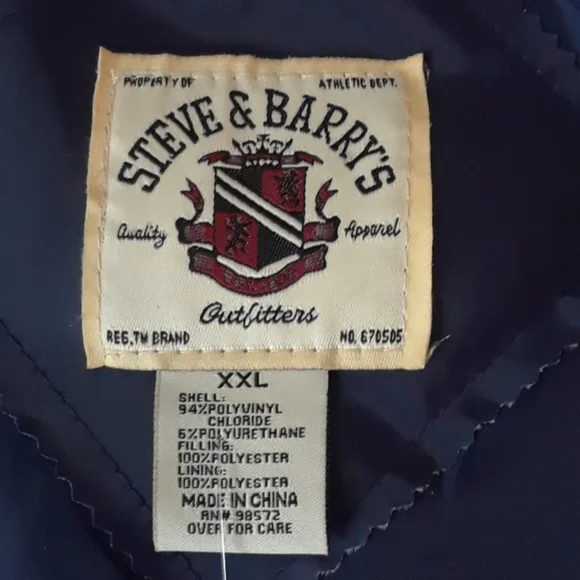 PROPERTY OF ATHLETIC DEPT.
STEVE & BARRY'S
Quality Apparel
Outfitters
REG. TM BRAND NO. 670505
XXL
SHELL:
94%POLYVINYL
CHLORIDE
6%POLYURETHANE
FILLING:
100%POLYESTER
LINING:
100%POLYESTER
MADE IN CHINA
RN# 98572
OVER FOR CARE